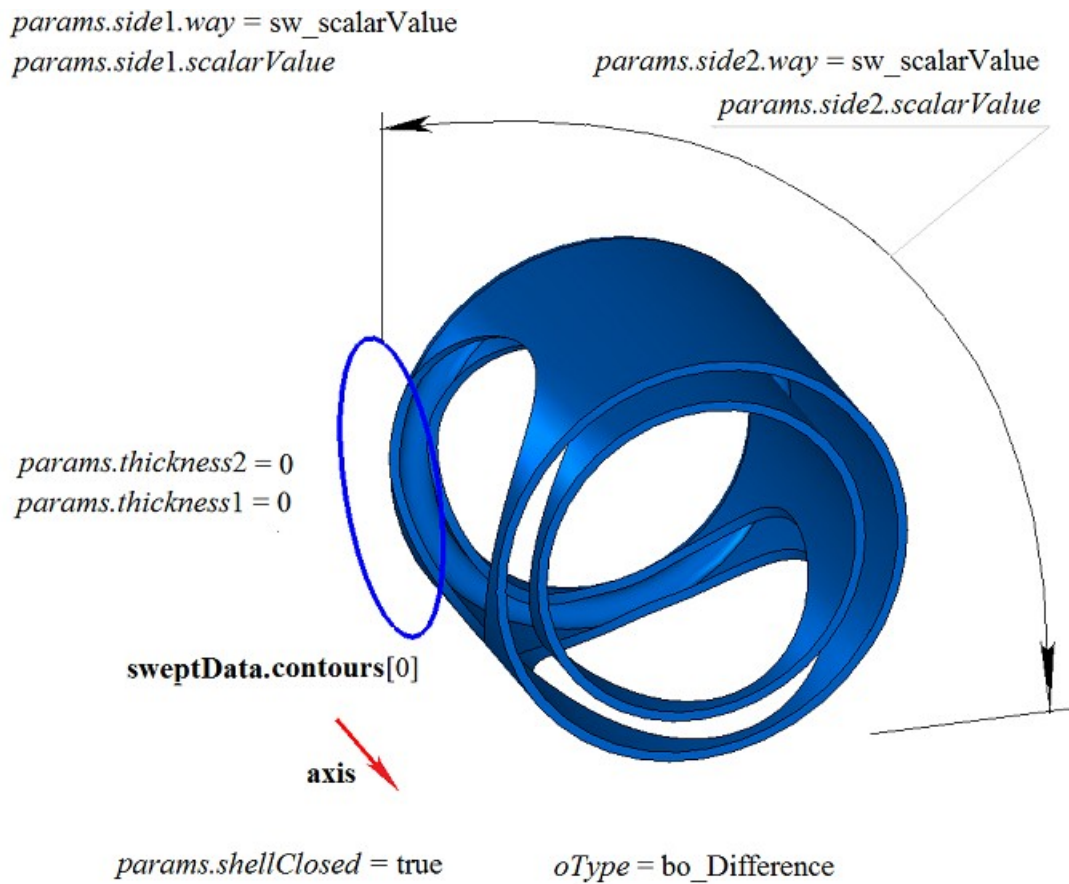 params.side1.way = sw_scalarValue
params.side1.scalarValue
params.side2.way = sw_scalarValue
params.side2.scalarValue
params.thickness2 = 0
params.thickness1 = 0
sweptData.contours[0]
axis
params.shellClosed = true oType = bo_Difference